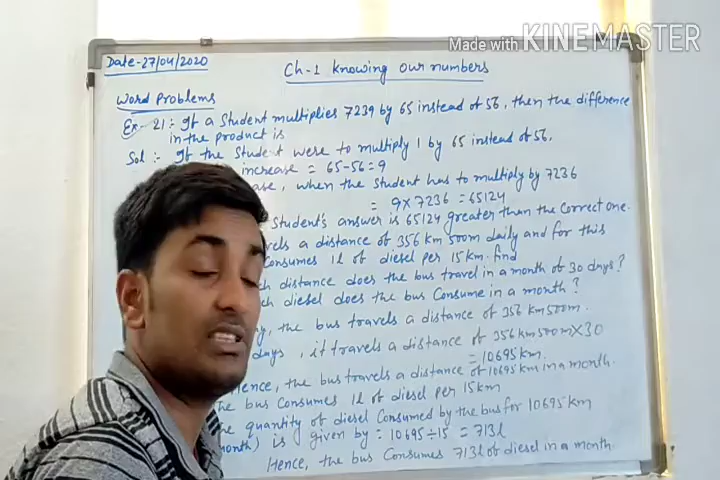 Made with KINEMASTER
Date-27/04/2020
Ch-1 Knowing Our numbers
Word Problems
Ex-21:- If a Student multiplies 7239 by 65 instead of 56, then the difference
in the product is
Sol :- If the Student were to multiply 1 by 65 instead of 56,
increase = 65-56=9
when the Student has to multiply by 7236
= 9×7236 = 65124
Student's answer is 65124 greater than the Correct one.
a distance of 356 km 500m daily and for this
Consumes 1l of diesel per 15km. find
distance does the bus travel in a month of 30 days?
diesel does the bus Consume in a month?
the bus travels a distance of 356 km 500m.
days, it travels a distance of 356km500m×30
= 10695 km.
Hence, the bus travels a distance of 10695 km in a month.
the bus Consumes 1l of diesel per 15km
quantity of diesel Consumed by the bus for 10695 km
is given by: 10695÷15 = 713l
Hence, the bus Consumes 713l of diesel in a month.